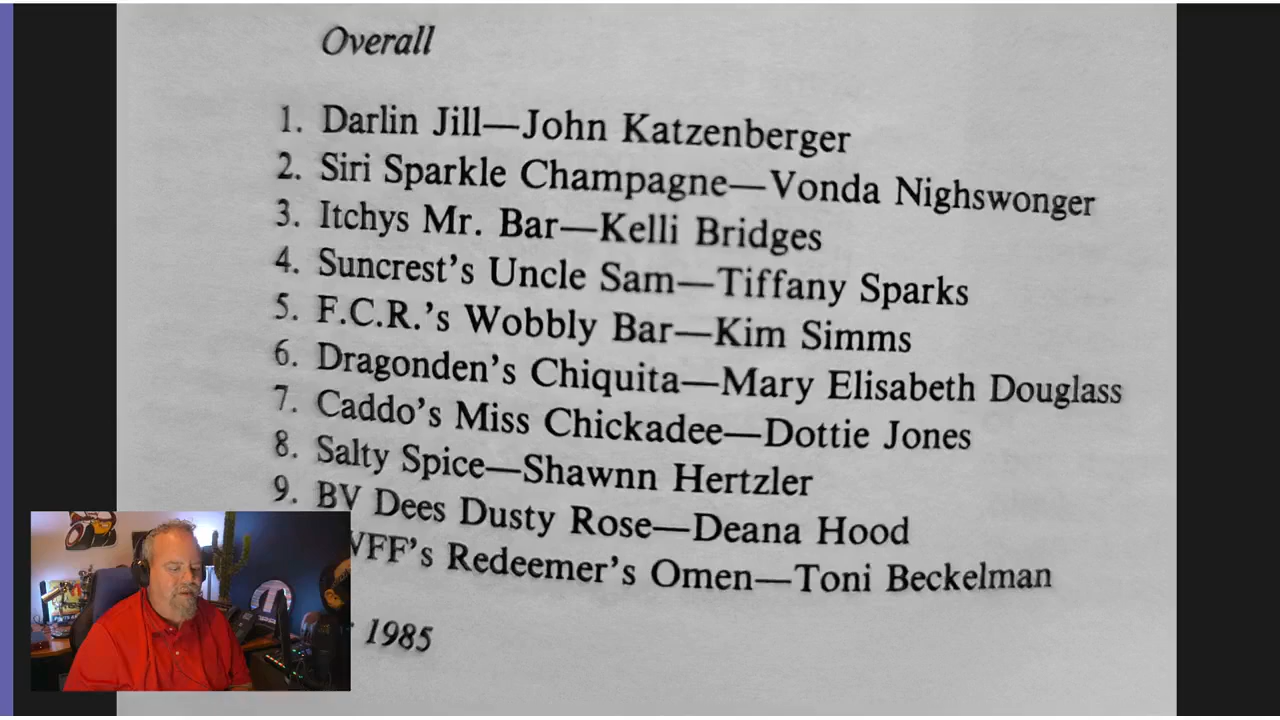 Overall
1. Darlin Jill—John Katzenberger
2. Siri Sparkle Champagne—Vonda Nighswonger
3. Itchys Mr. Bar—Kelli Bridges
4. Suncrest's Uncle Sam—Tiffany Sparks
5. F.C.R.'s Wobbly Bar—Kim Simms
6. Dragonden's Chiquita—Mary Elisabeth Douglass
7. Caddo's Miss Chickadee—Dottie Jones
8. Salty Spice—Shawnn Hertzler
9. BV Dees Dusty Rose—Deana Hood
VFF's Redeemer's Omen—Toni Beckelman
1985